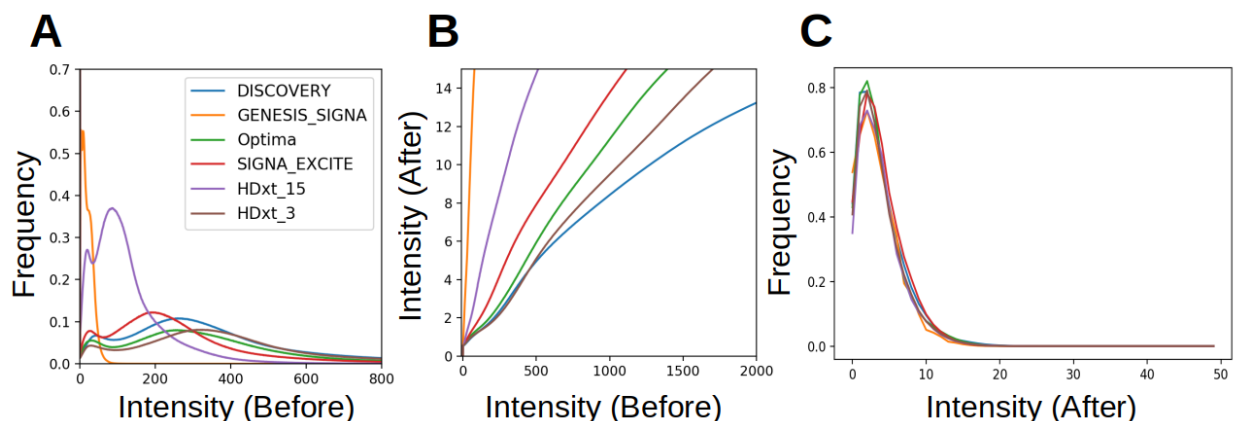 A
B
C
Frequency
0.7
0.6
0.5
0.4
0.3
0.2
0.1
0.0
DISCOVERY
GENESIS_SIGNA
Optima
SIGNA_EXCITE
HDxt_15
HDxt_3
0
200
400
600
800
Intensity (Before)
Intensity (After)
14
12
10
8
6
4
2
0
0
500
1000
1500
2000
Intensity (Before)
Frequency
0.8
0.6
0.4
0.2
0.0
0
10
20
30
40
50
Intensity (After)